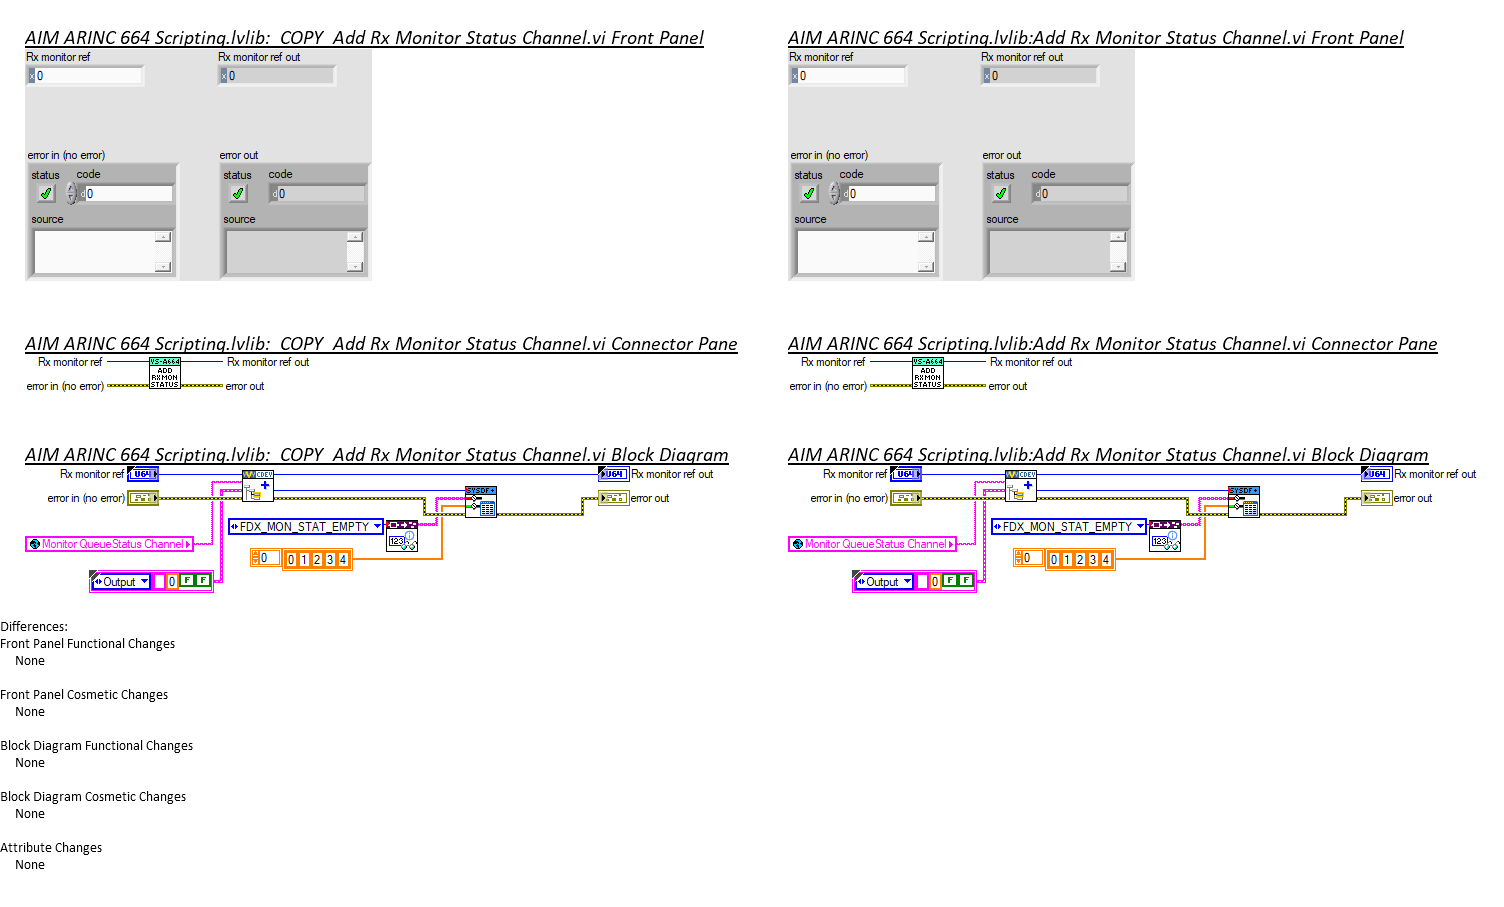 AIM ARINC 664 Scripting.lvlib:  COPY  Add Rx Monitor Status Channel.vi Front Panel
Rx monitor ref
Rx monitor ref out
x 0
x 0
error in (no error)
error out
status
code
status
code
d 0
d 0
source
source
AIM ARINC 664 Scripting.lvlib:Add Rx Monitor Status Channel.vi Front Panel
Rx monitor ref
Rx monitor ref out
x 0
x 0
error in (no error)
error out
status
code
status
code
d 0
d 0
source
source
AIM ARINC 664 Scripting.lvlib:  COPY  Add Rx Monitor Status Channel.vi Connector Pane
Rx monitor ref
VS-A664
Rx monitor ref out
ADD
RXMON
error in (no error)
STATUS
error out
AIM ARINC 664 Scripting.lvlib:Add Rx Monitor Status Channel.vi Connector Pane
Rx monitor ref
VS-A664
Rx monitor ref out
ADD
RXMON
error in (no error)
STATUS
error out
AIM ARINC 664 Scripting.lvlib:  COPY  Add Rx Monitor Status Channel.vi Block Diagram
Rx monitor ref
U64
CDEV
U64
Rx monitor ref out
error in (no error)
SYSDF
error out
FDX_MON_STAT_EMPTY
123
Monitor QueueStatus Channel
0
0 1 2 3 4
Output
0
F
F
AIM ARINC 664 Scripting.lvlib:Add Rx Monitor Status Channel.vi Block Diagram
Rx monitor ref
U64
CDEV
U64
Rx monitor ref out
error in (no error)
SYSDF
error out
FDX_MON_STAT_EMPTY
123
Monitor QueueStatus Channel
0
0 1 2 3 4
Output
0
F
F
Differences:
Front Panel Functional Changes
None
Front Panel Cosmetic Changes
None
Block Diagram Functional Changes
None
Block Diagram Cosmetic Changes
None
Attribute Changes
None